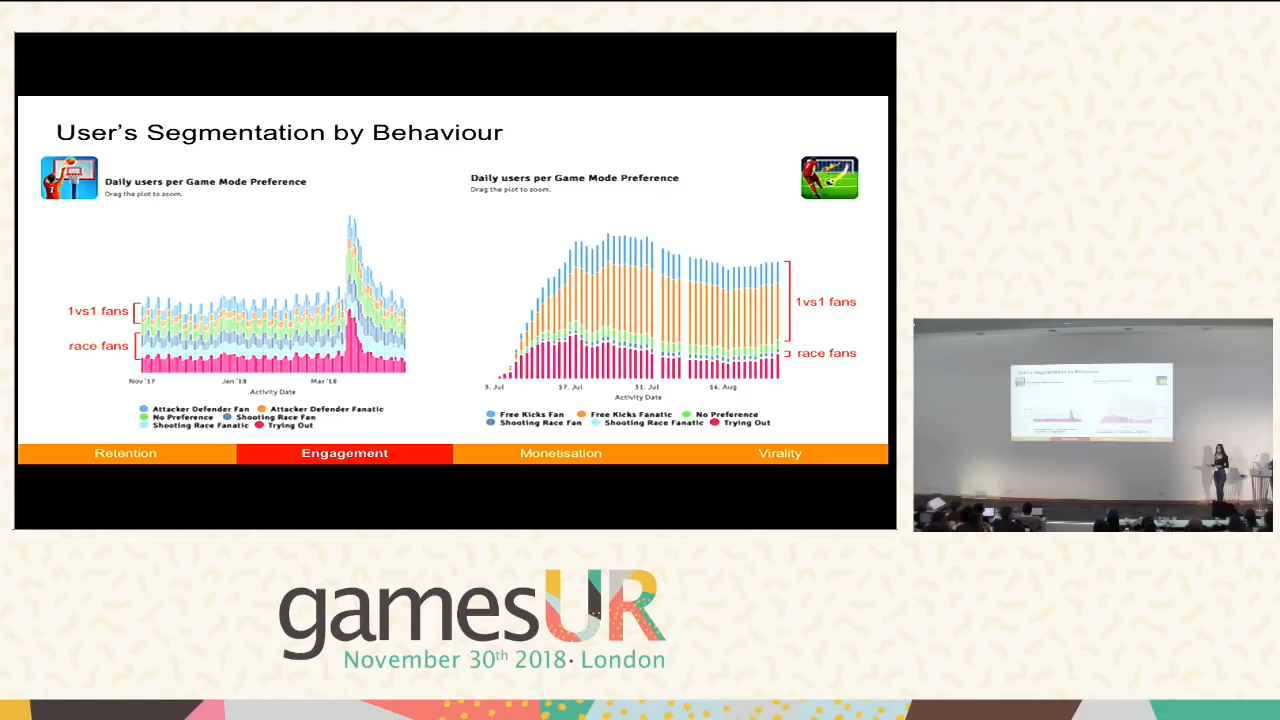 User's Segmentation by Behaviour
Daily users per Game Mode Preference
Drag the plot to zoom.
1vs1 fans
race fans
Nov '17
Jan '18
Mar '18
Activity Date
Attacker Defender Fan
Attacker Defender Fanatic
No Preference
Shooting Race Fan
Shooting Race Fanatic
Trying Out
Daily users per Game Mode Preference
Drag the plot to zoom.
1vs1 fans
race fans
3. Jul
17. Jul
31. Jul
14. Aug
Activity Date
Free Kicks Fan
Free Kicks Fanatic
No Preference
Shooting Race Fan
Shooting Race Fanatic
Trying Out
Retention
Engagement
Monetisation
Virality
User's Segmentation by Behaviour
gamesUR
November 30th 2018 · London